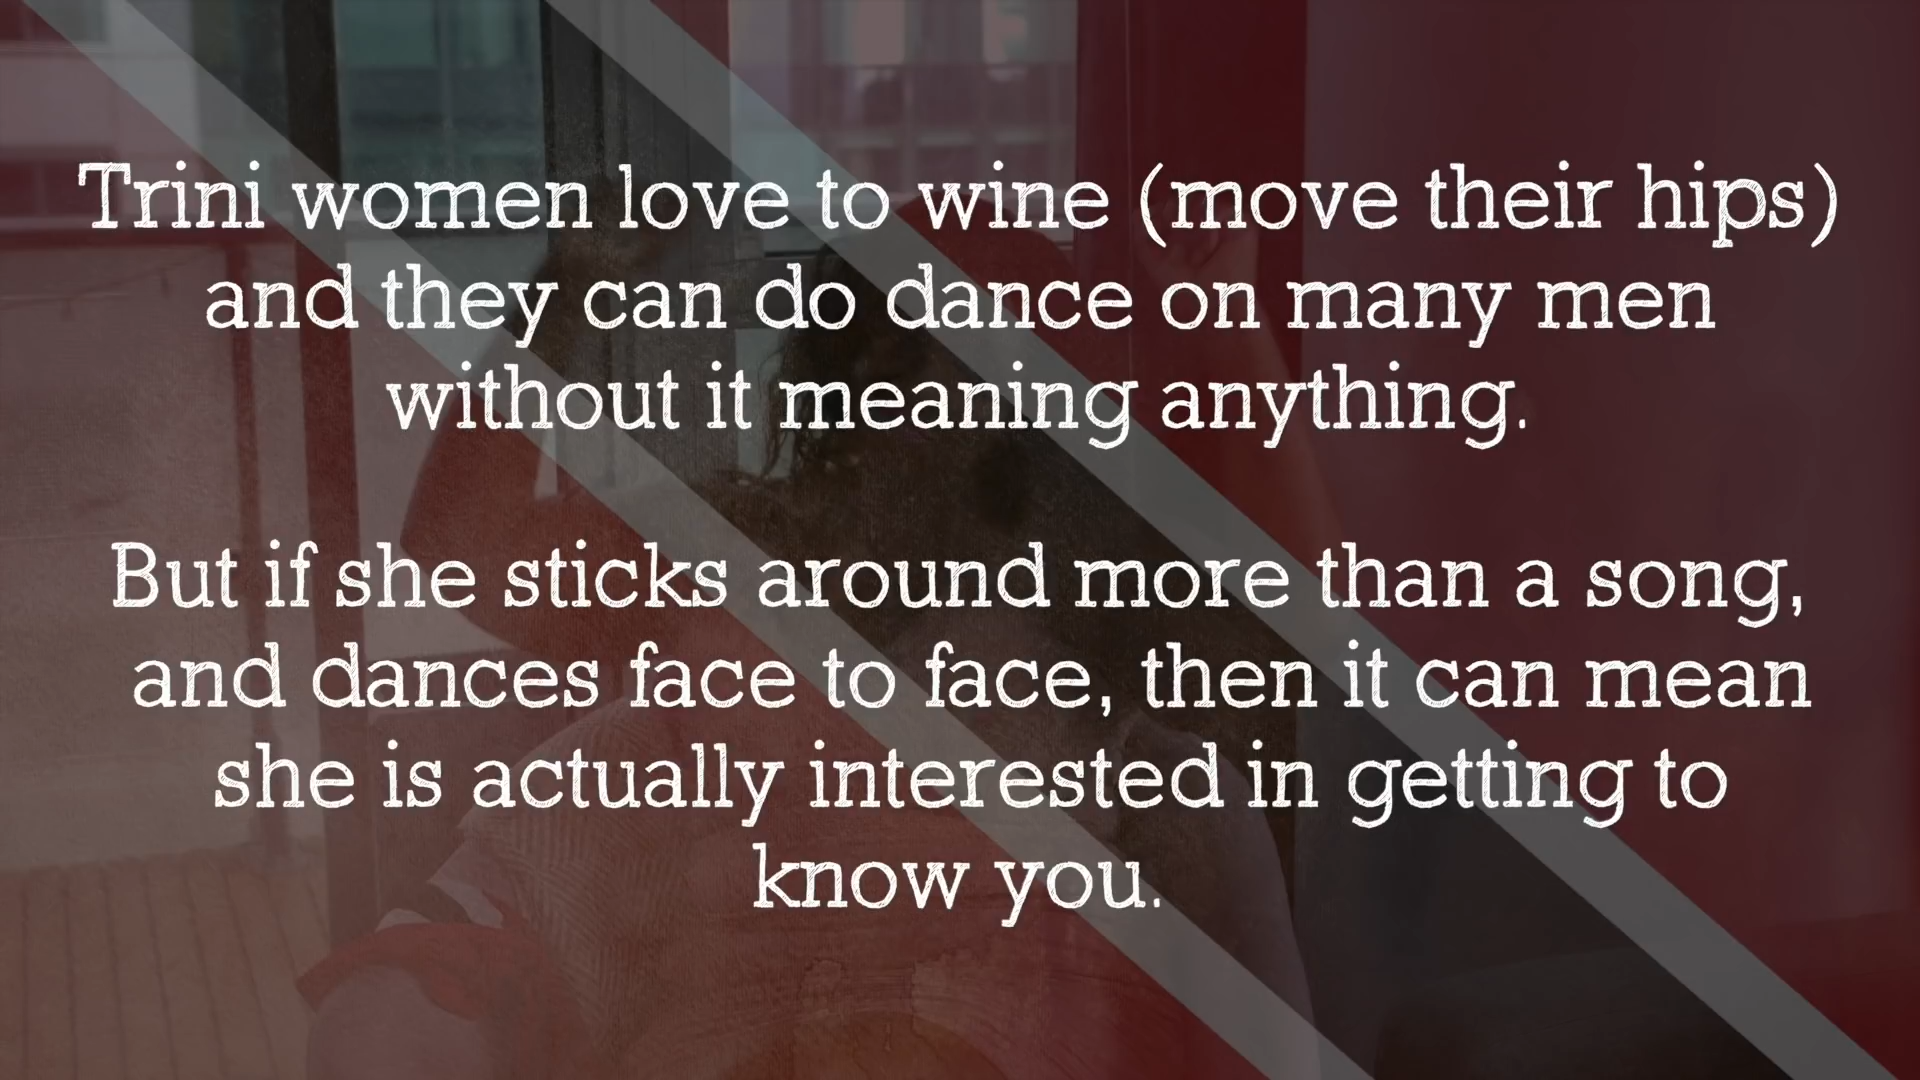 Trini women love to wine (move their hips)
and they can do dance on many men
without it meaning anything.
But if she sticks around more than a song,
and dances face to face, then it can mean
she is actually interested in getting to
know you.